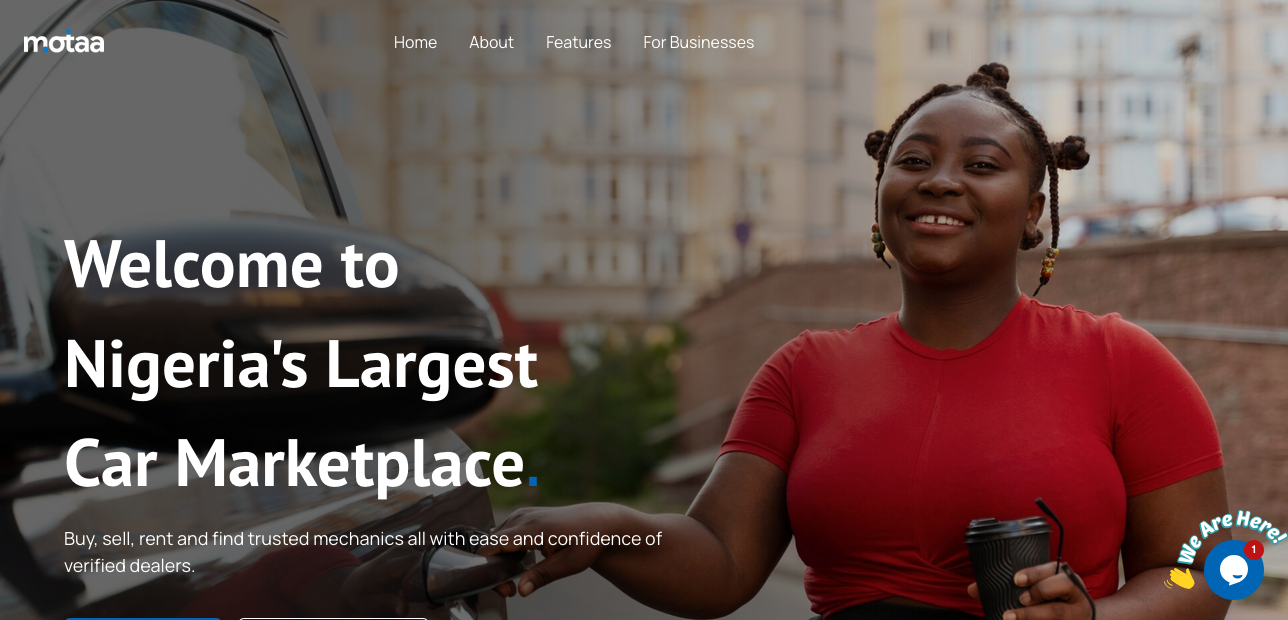 motaa
Home
About
Features
For Businesses
Welcome to
Nigeria's Largest
Car Marketplace.
Buy, sell, rent and find trusted mechanics all with ease and confidence of
verified dealers.
We Are Here!
1